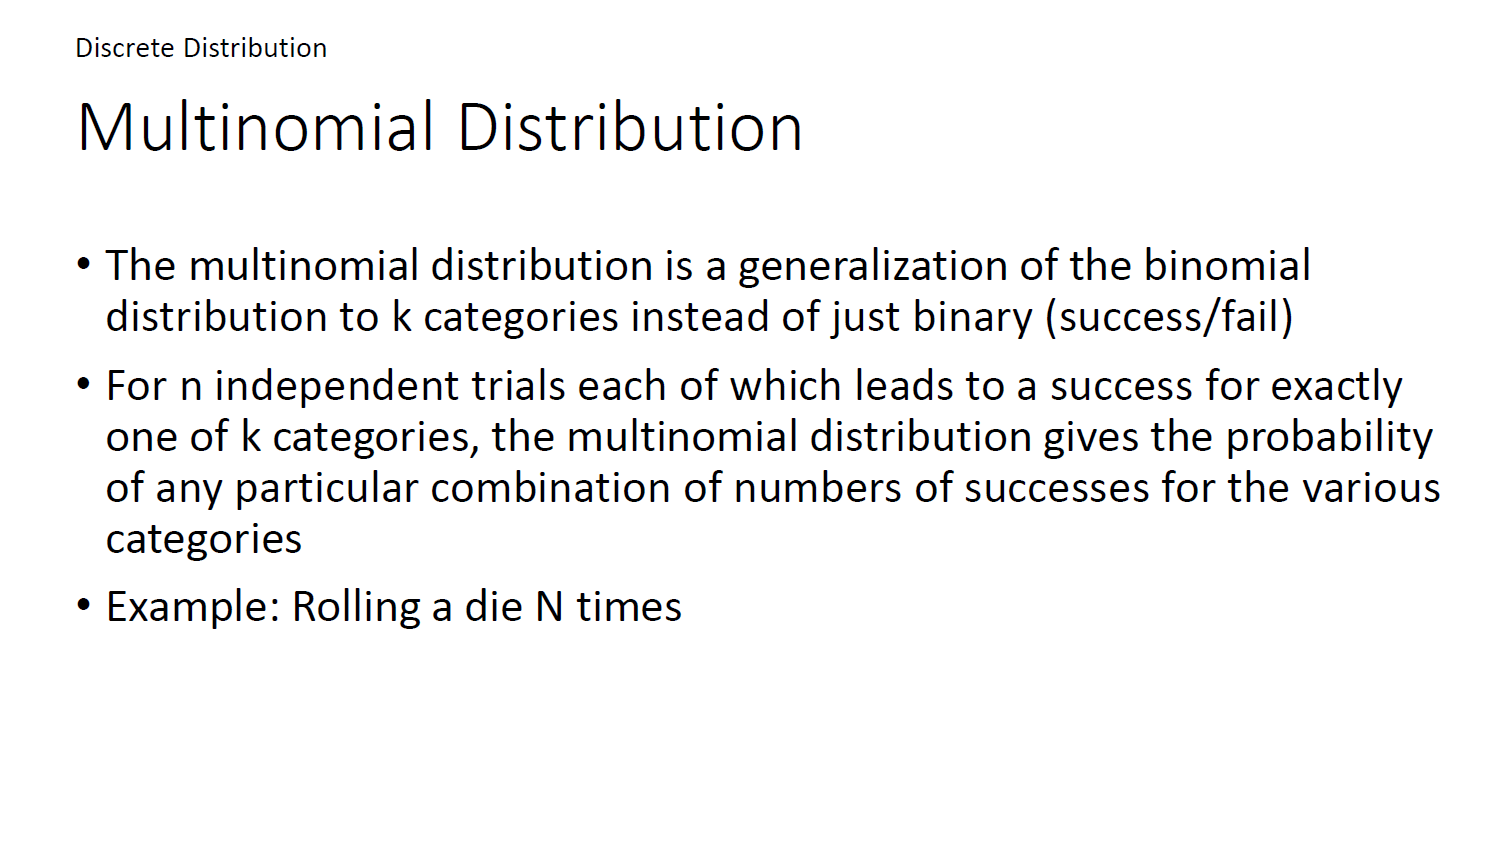 Discrete Distribution
Multinomial Distribution
• The multinomial distribution is a generalization of the binomial
distribution to k categories instead of just binary (success/fail)
• For n independent trials each of which leads to a success for exactly
one of k categories, the multinomial distribution gives the probability
of any particular combination of numbers of successes for the various
categories
• Example: Rolling a die N times